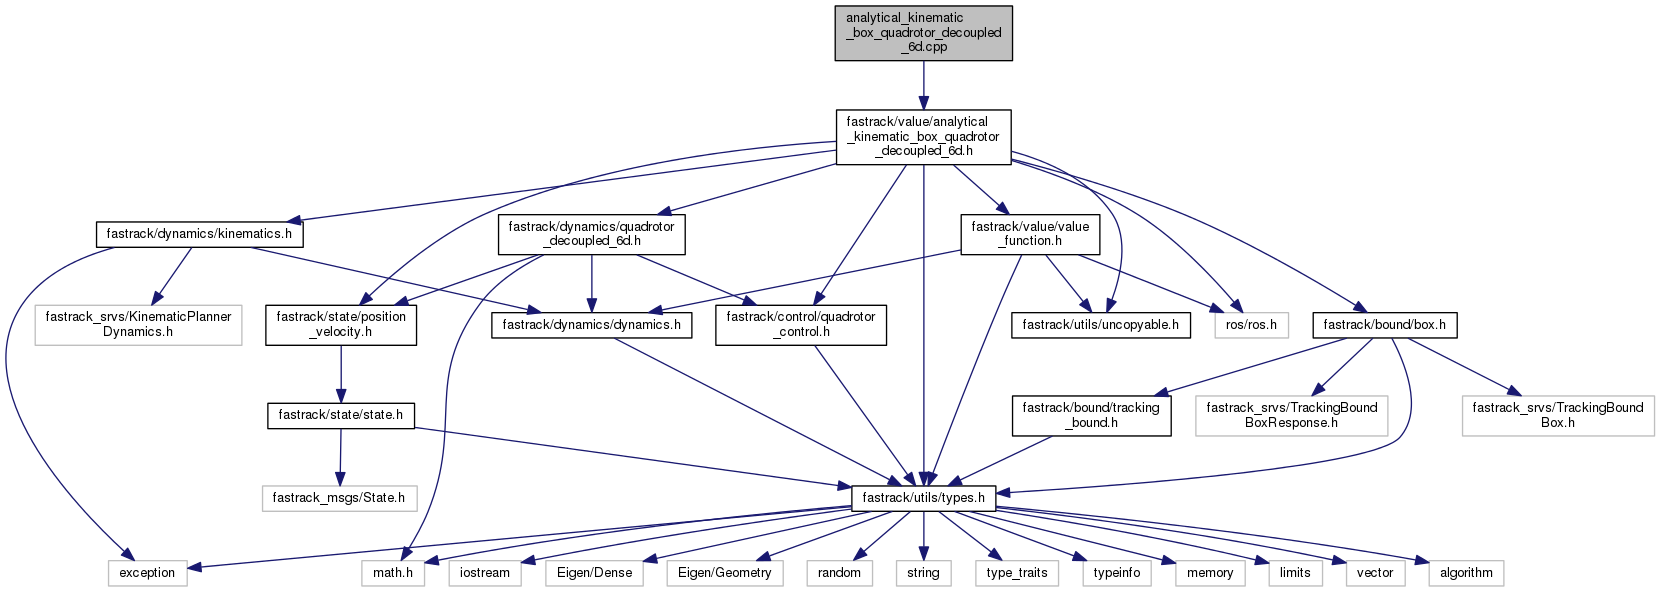 analytical_kinematic
_box_quadrotor_decoupled
_6d.cpp
fastrack/value/analytical
_kinematic_box_quadrotor
_decoupled_6d.h
fastrack/dynamics/kinematics.h
fastrack/dynamics/quadrotor
_decoupled_6d.h
fastrack/value/value
_function.h
fastrack_srvs/KinematicPlanner
Dynamics.h
fastrack/state/position
_velocity.h
fastrack/dynamics/dynamics.h
fastrack/control/quadrotor
_control.h
fastrack/utils/uncopyable.h
ros/ros.h
fastrack/bound/box.h
fastrack/state/state.h
fastrack/bound/tracking
_bound.h
fastrack_srvs/TrackingBound
BoxResponse.h
fastrack_srvs/TrackingBound
Box.h
fastrack_msgs/State.h
fastrack/utils/types.h
exception
math.h
iostream
Eigen/Dense
Eigen/Geometry
random
string
type_traits
typeinfo
memory
limits
vector
algorithm